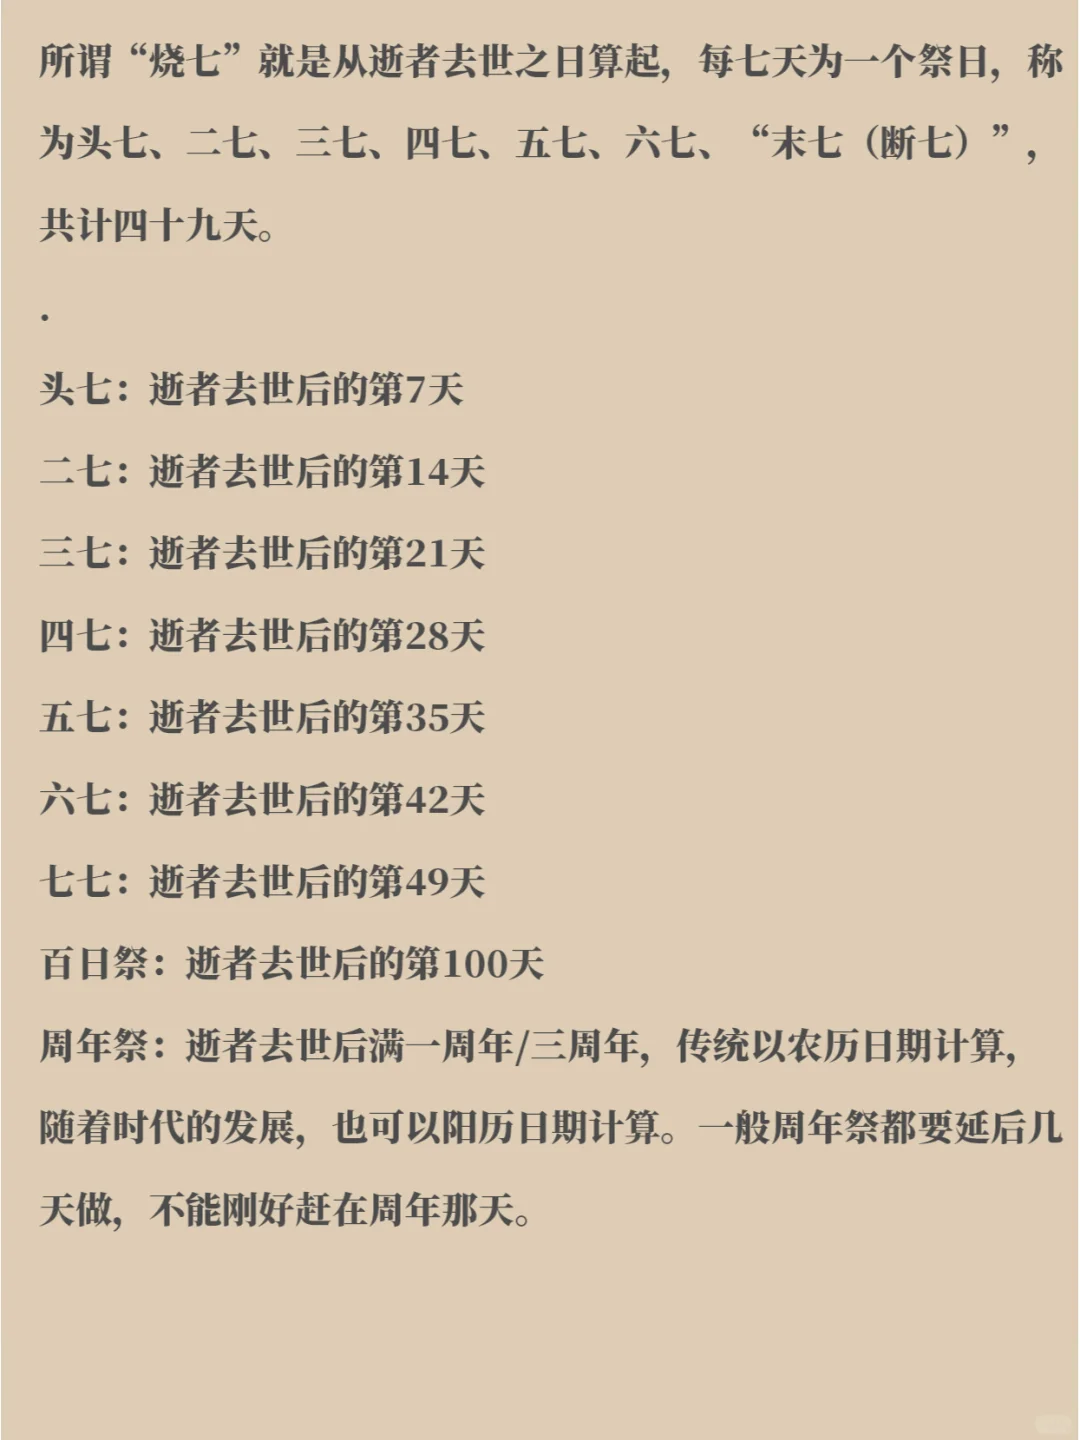 所谓“烧七”就是从逝者去世之日算起，每七天为一个祭日，称
为头七、二七、三七、四七、五七、六七、“末七（断七）”，
共计四十九天。
.
头七：逝者去世后的第7天
二七：逝者去世后的第14天
三七：逝者去世后的第21天
四七：逝者去世后的第28天
五七：逝者去世后的第35天
六七：逝者去世后的第42天
七七：逝者去世后的第49天
百日祭：逝者去世后的第100天
周年祭：逝者去世后满一周年/三周年，传统以农历日期计算，
随着时代的发展，也可以阳历日期计算。一般周年祭都要延后几
天做，不能刚好赶在周年那天。